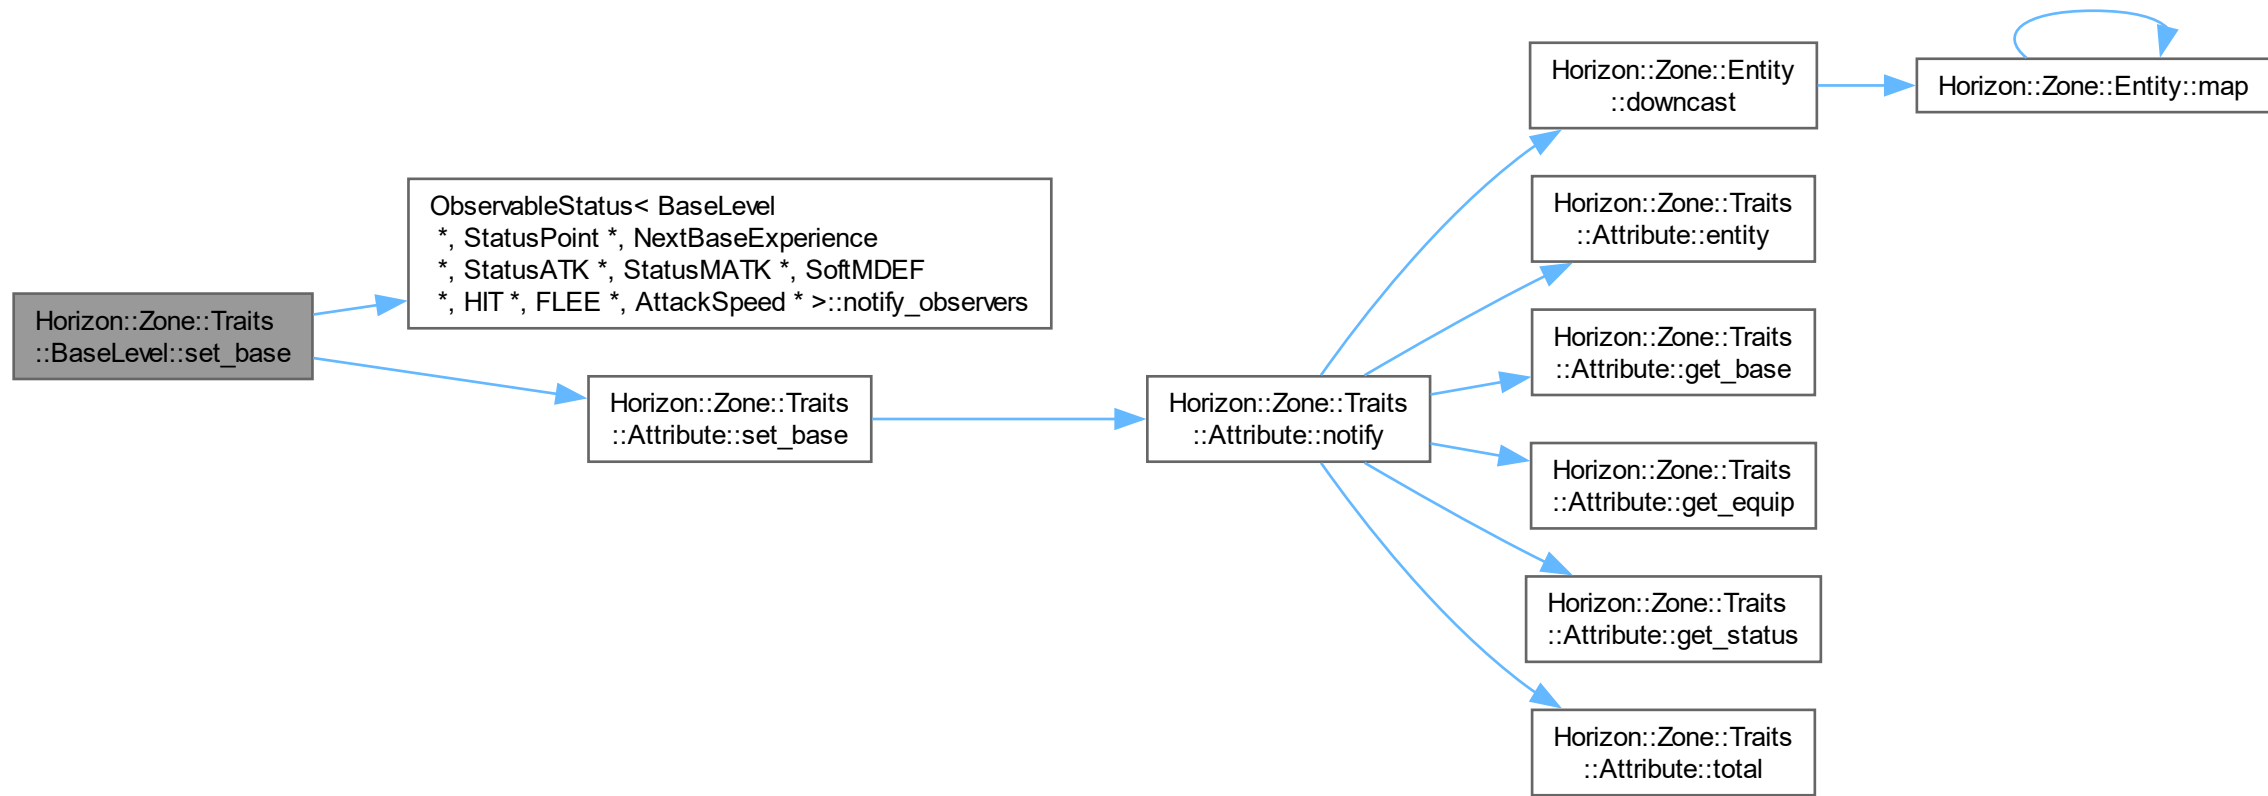 Horizon::Zone::Traits
::BaseLevel::set_base
ObservableStatus< BaseLevel
*, StatusPoint *, NextBaseExperience
*, StatusATK *, StatusMATK *, SoftMDEF
*, HIT *, FLEE *, AttackSpeed * >::notify_observers
Horizon::Zone::Traits
::Attribute::set_base
Horizon::Zone::Traits
::Attribute::notify
Horizon::Zone::Entity
::downcast
Horizon::Zone::Entity::map
Horizon::Zone::Traits
::Attribute::entity
Horizon::Zone::Traits
::Attribute::get_base
Horizon::Zone::Traits
::Attribute::get_equip
Horizon::Zone::Traits
::Attribute::get_status
Horizon::Zone::Traits
::Attribute::total